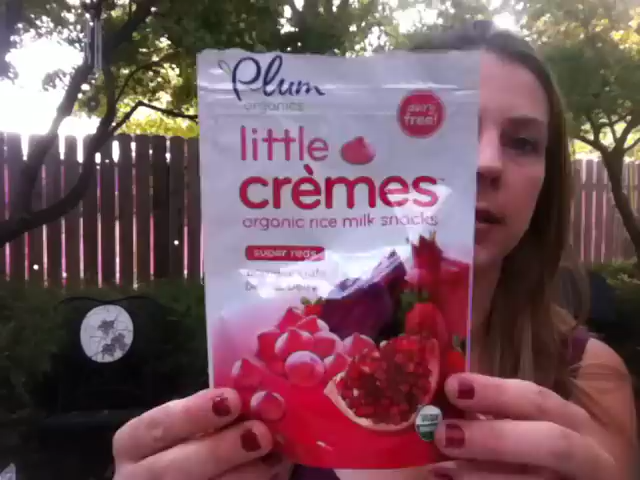 Plum
organics
dairy
free!
little
crèmes
organic rice milk snacks
super reds